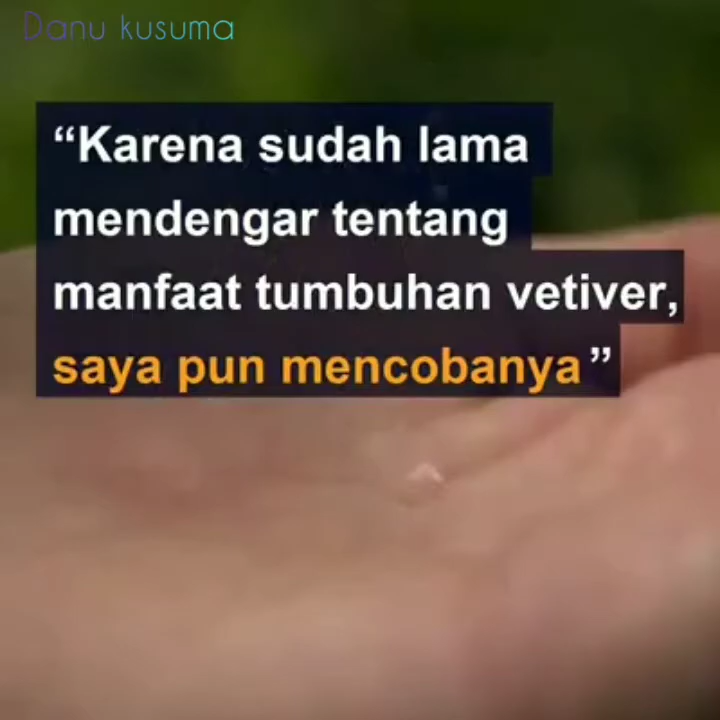 Danu kusuma
“Karena sudah lama
mendengar tentang
manfaat tumbuhan vetiver,
saya pun mencobanya”